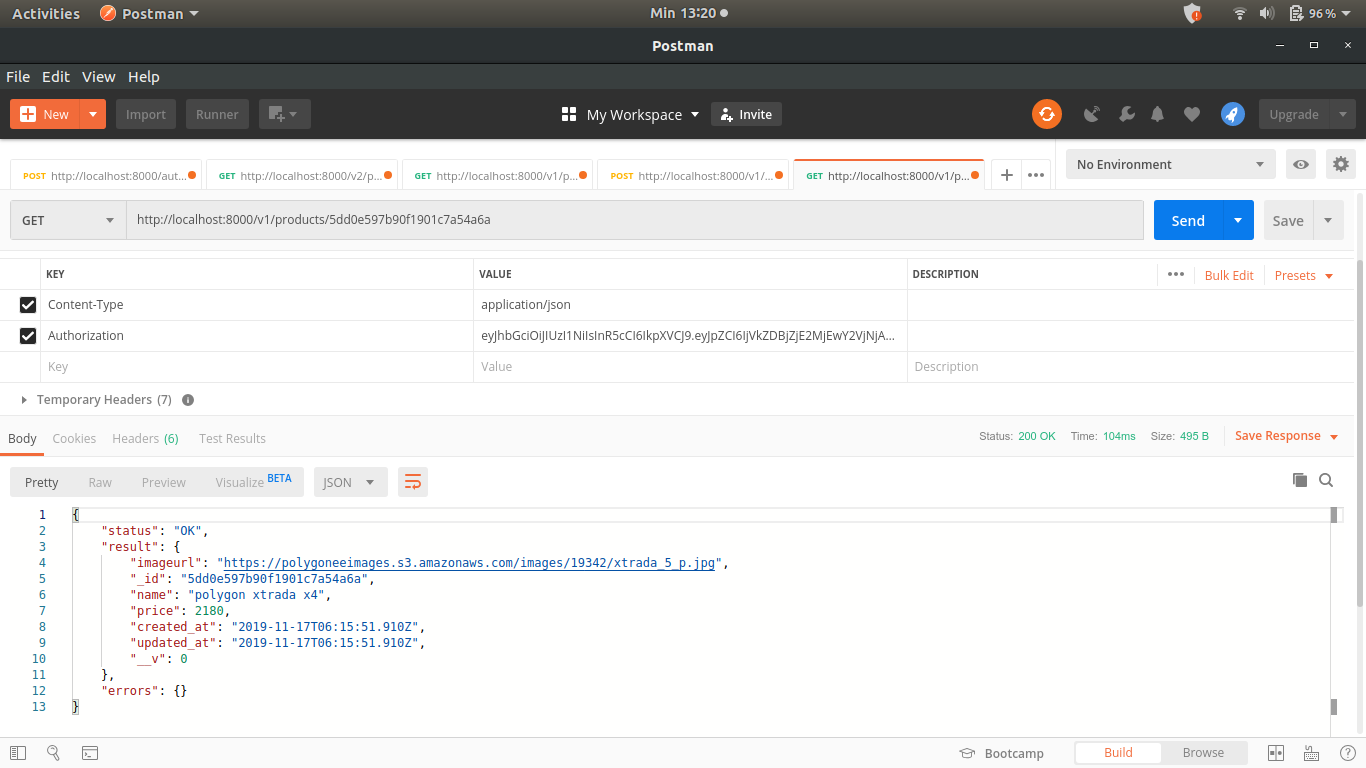 Activities Postman Min 13:20 96 %
Postman
File Edit View Help
New Import Runner My Workspace Invite Upgrade
POST http://localhost:8000/aut... GET http://localhost:8000/v2/p... GET http://localhost:8000/v1/p... POST http://localhost:8000/v1/... GET http://localhost:8000/v1/p... No Environment
GET http://localhost:8000/v1/products/5dd0e597b90f1901c7a54a6a Send Save
KEY VALUE DESCRIPTION Bulk Edit Presets
Content-Type application/json
Authorization eyJhbGciOiJIUzI1NiIsInR5cCI6IkpXVCJ9.eyJpZCI6IjVkZDBjZjE2MjEwY2VjNjA...
Key Value Description
Temporary Headers (7)
Body Cookies Headers (6) Test Results Status: 200 OK Time: 104ms Size: 495 B Save Response
Pretty Raw Preview Visualize BETA JSON
1 {
2 "status": "OK",
3 "result": {
4 "imageurl": "https://polygoneeimages.s3.amazonaws.com/images/19342/xtrada_5_p.jpg",
5 "_id": "5dd0e597b90f1901c7a54a6a",
6 "name": "polygon xtrada x4",
7 "price": 2180,
8 "created_at": "2019-11-17T06:15:51.910Z",
9 "updated_at": "2019-11-17T06:15:51.910Z",
10 "__v": 0
11 },
12 "errors": {}
13 }
Bootcamp Build Browse